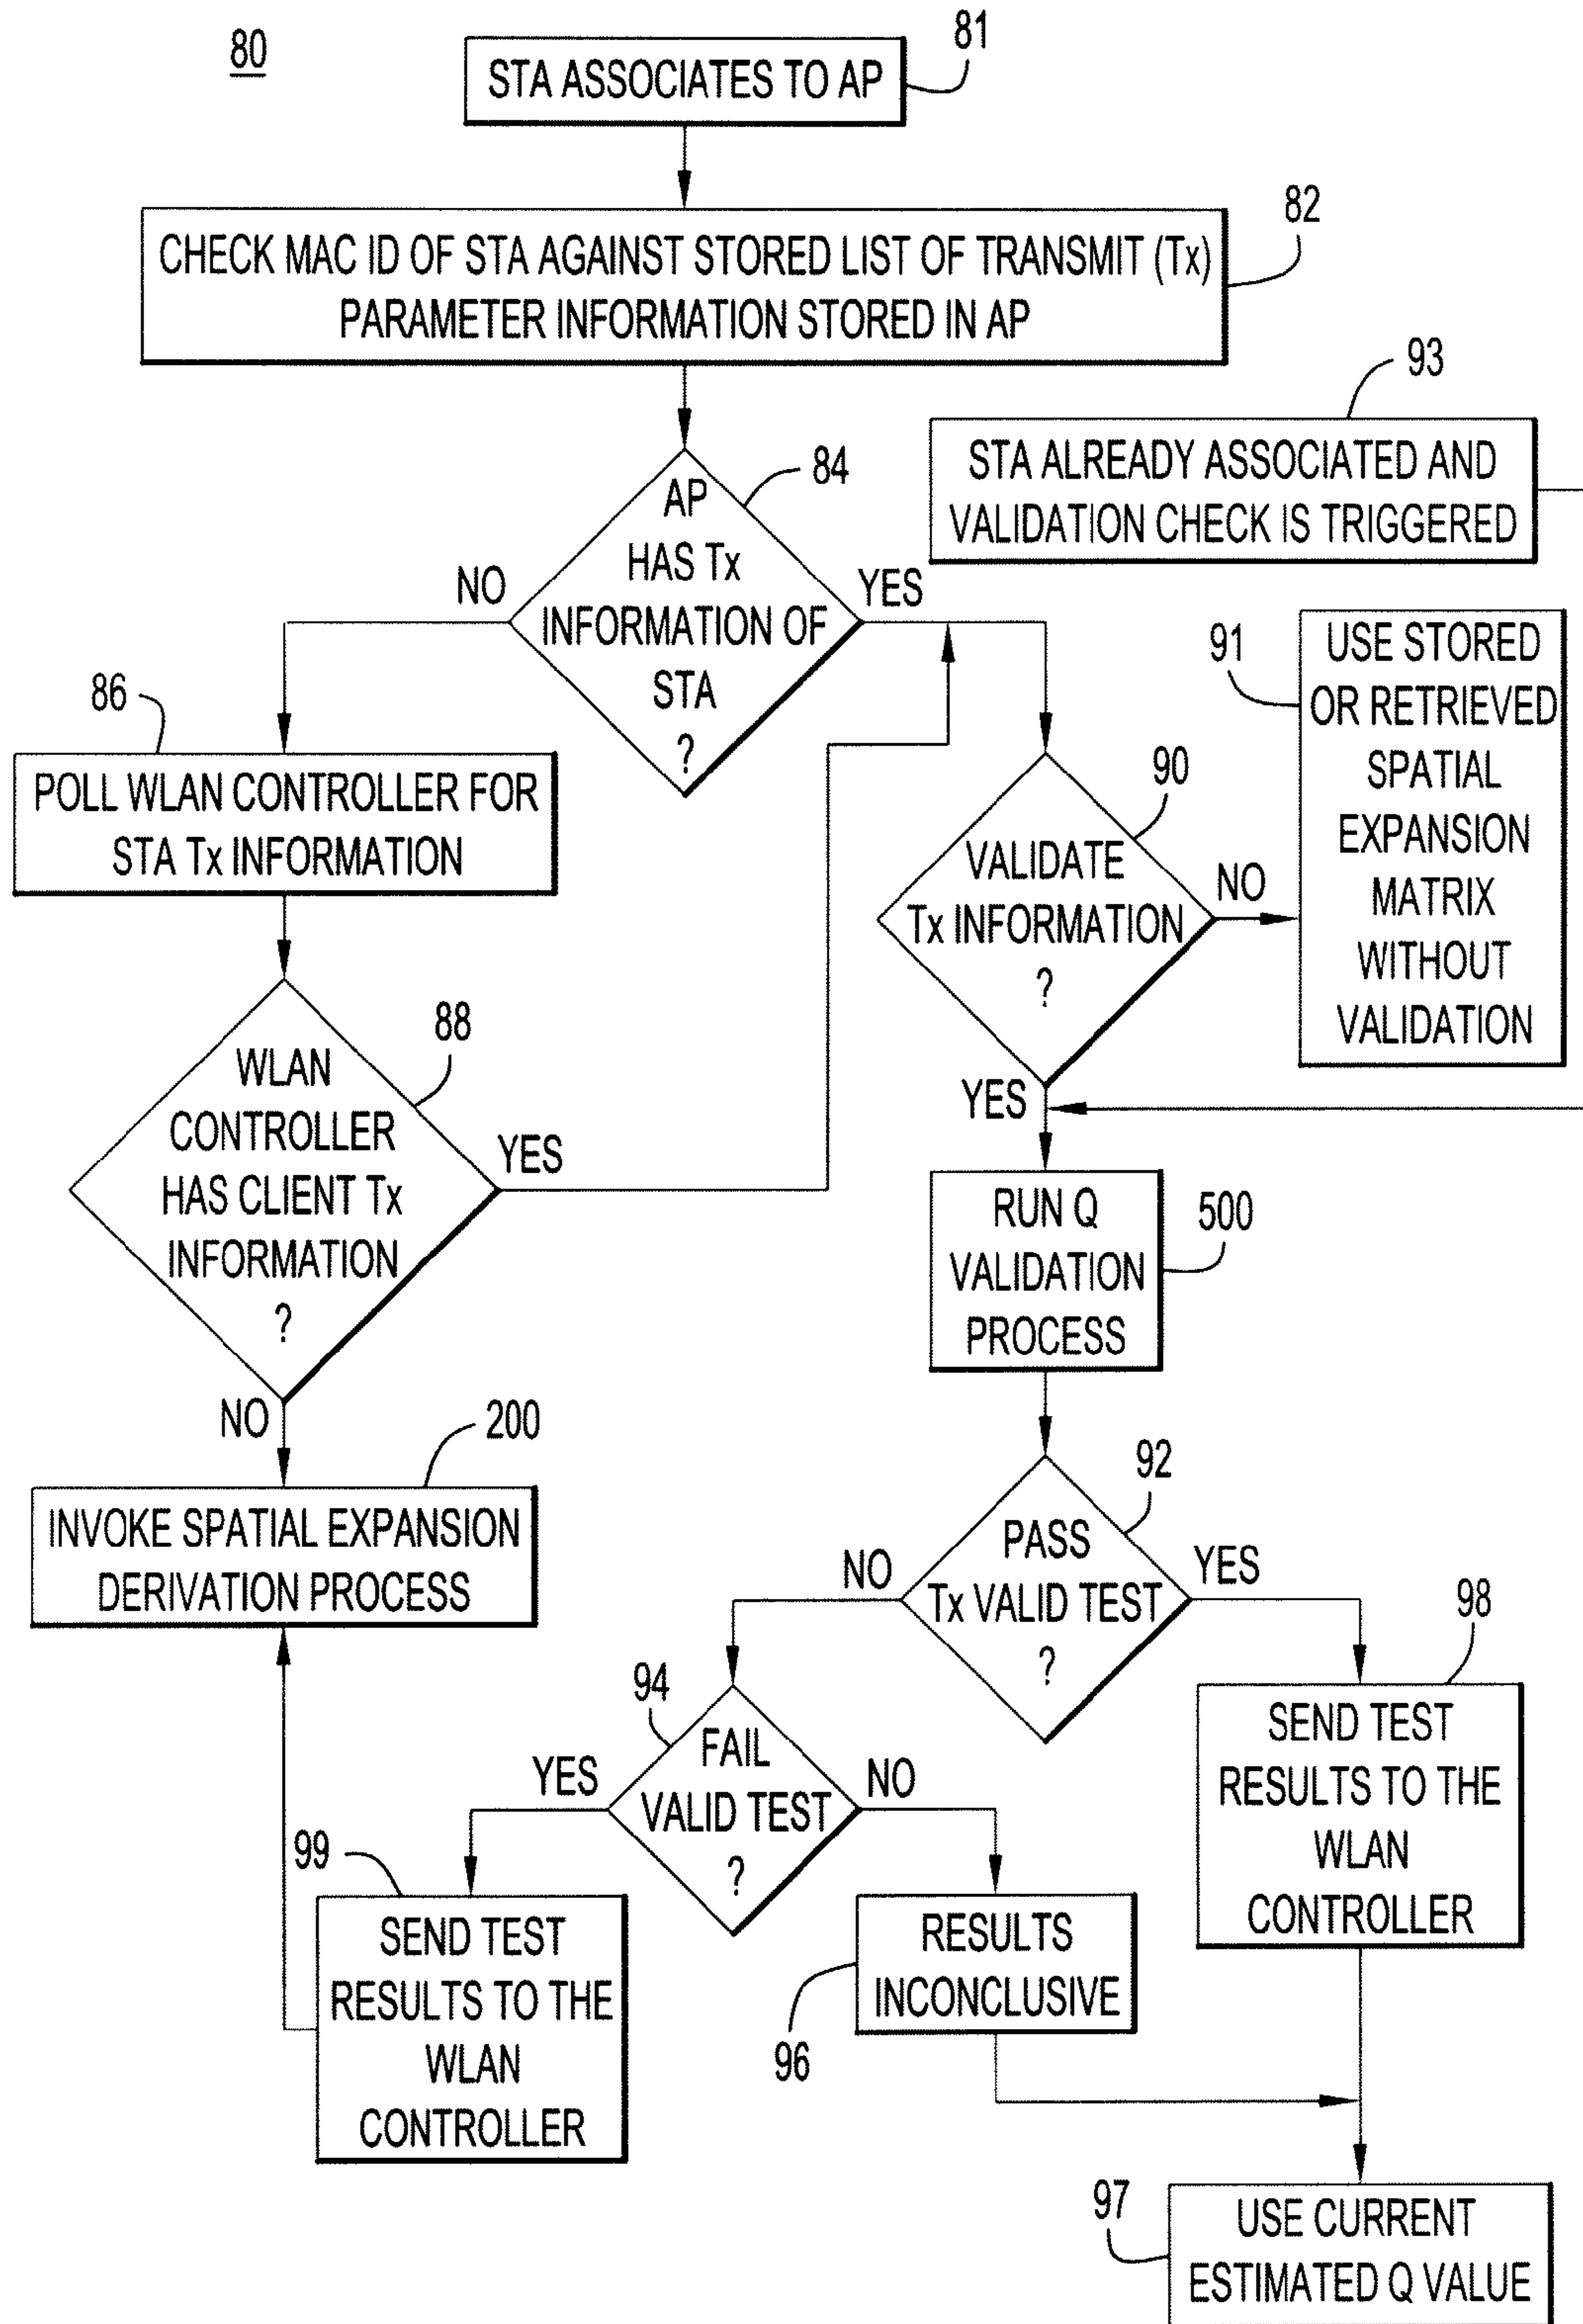 80
81
STA ASSOCIATES TO AP
82
CHECK MAC ID OF STA AGAINST STORED LIST OF TRANSMIT (Tx)
PARAMETER INFORMATION STORED IN AP
93
STA ALREADY ASSOCIATED AND
VALIDATION CHECK IS TRIGGERED
84
AP
HAS Tx
INFORMATION OF
STA
?
NO
YES
86
POLL WLAN CONTROLLER FOR
STA Tx INFORMATION
91
USE STORED
OR RETRIEVED
SPATIAL
EXPANSION
MATRIX
WITHOUT
VALIDATION
90
VALIDATE
Tx INFORMATION
?
NO
YES
88
WLAN
CONTROLLER
HAS CLIENT Tx
INFORMATION
?
YES
NO
500
RUN Q
VALIDATION
PROCESS
200
INVOKE SPATIAL EXPANSION
DERIVATION PROCESS
92
PASS
Tx VALID TEST
?
NO
YES
94
FAIL
VALID TEST
?
YES
NO
98
SEND TEST
RESULTS TO THE
WLAN
CONTROLLER
99
SEND TEST
RESULTS TO THE
WLAN
CONTROLLER
RESULTS
INCONCLUSIVE
96
97
USE CURRENT
ESTIMATED Q VALUE